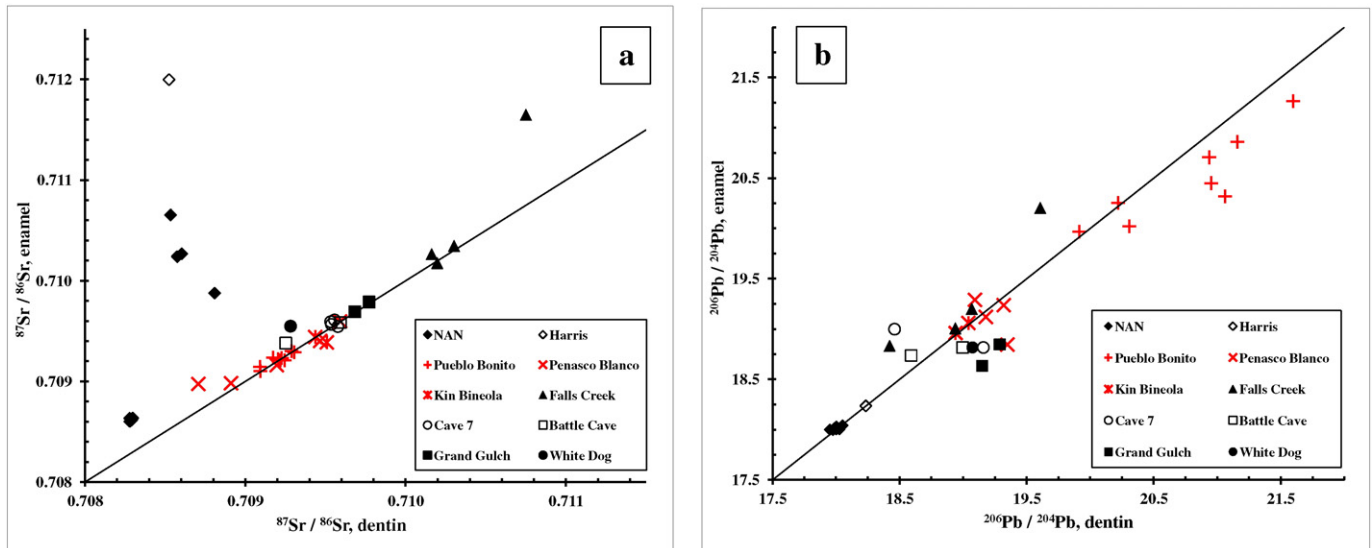 a
0.712
0.711
0.710
0.709
0.708
0.708 0.709 0.710 0.711
⁸⁷Sr / ⁸⁶Sr, enamel
⁸⁷Sr / ⁸⁶Sr, dentin
NAN Harris
Pueblo Bonito Penasco Blanco
Kin Bineola Falls Creek
Cave 7 Battle Cave
Grand Gulch White Dog
b
21.5
20.5
19.5
18.5
17.5
17.5 18.5 19.5 20.5 21.5
²⁰⁶Pb / ²⁰⁴Pb, enamel
²⁰⁶Pb / ²⁰⁴Pb, dentin
NAN Harris
Pueblo Bonito Penasco Blanco
Kin Bineola Falls Creek
Cave 7 Battle Cave
Grand Gulch White Dog